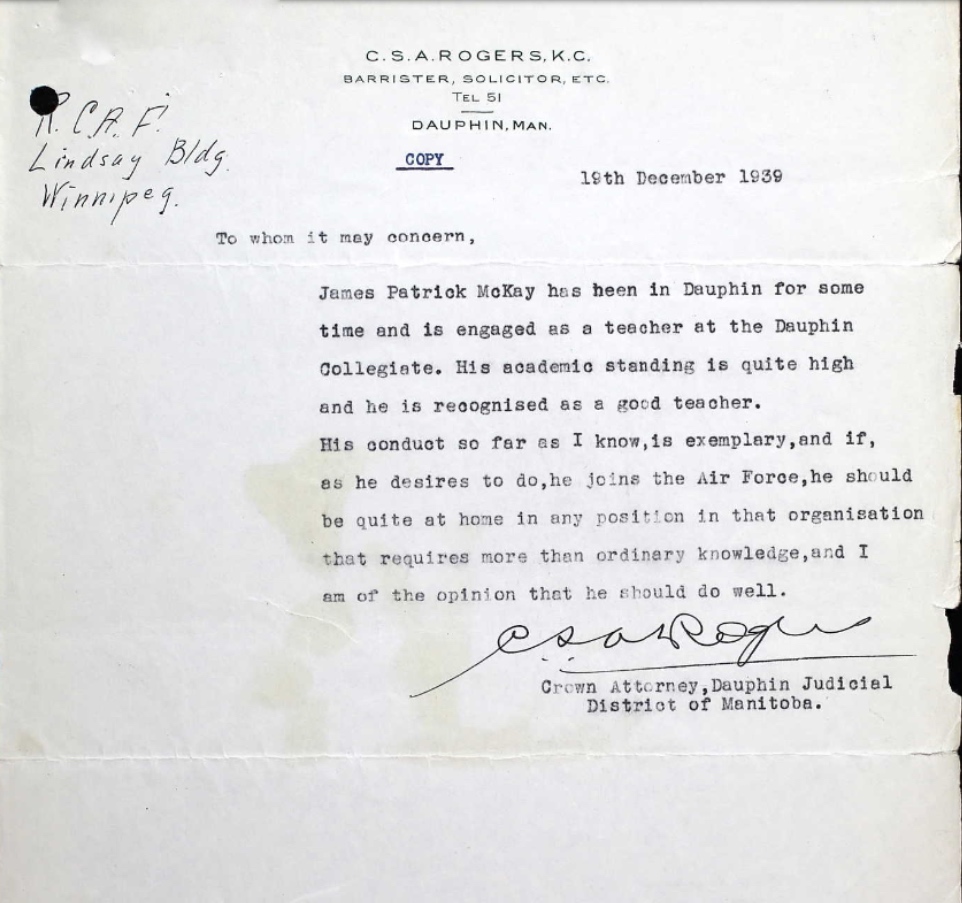 C.S.A. ROGERS, K.C.
BARRISTER, SOLICITOR, ETC.
TEL 51
DAUPHIN, MAN.
R.C.A.F.
Lindsay Bldg.
Winnipeg.
COPY
19th December 1939
To whom it may concern,
James Patrick McKay has been in Dauphin for some
time and is engaged as a teacher at the Dauphin
Collegiate. His academic standing is quite high
and he is recognised as a good teacher.
His conduct so far as I know,is exemplary,and if,
as he desires to do,he joins the Air Force,he should
be quite at home in any position in that organisation
that requires more than ordinary knowledge,and I
am of the opinion that he should do well.
C S A Rogers
Crown Attorney,Dauphin Judicial
District of Manitoba.